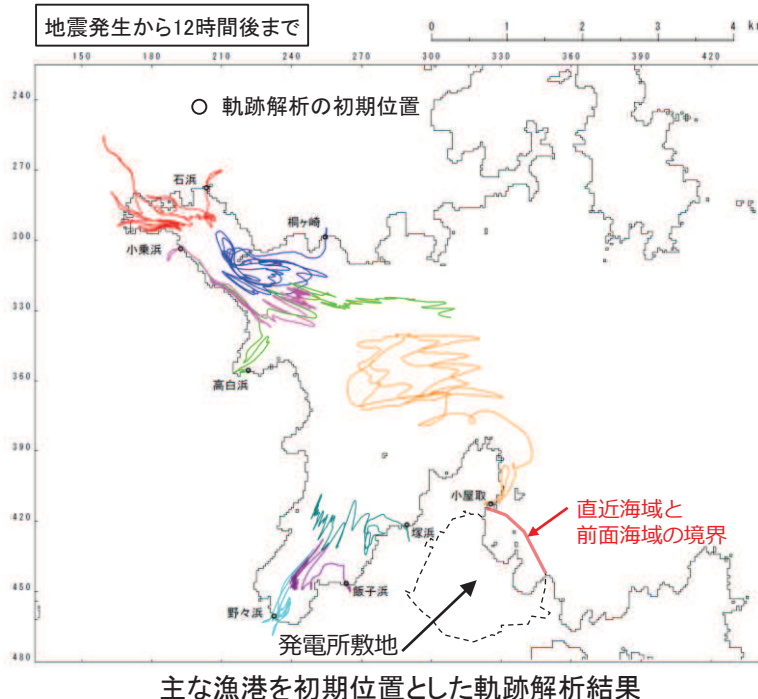 地震発生から12時間後まで
0 1 2 3 4 km
150 180 210 240 270 300 330 360 390 420
240
270
300
330
360
390
420
450
480
○ 軌跡解析の初期位置
石浜
桐ヶ崎
小乗浜
高白浜
小屋取
直近海域と
前面海域の境界
塚浜
飯子浜
野々浜
発電所敷地
主な漁港を初期位置とした軌跡解析結果